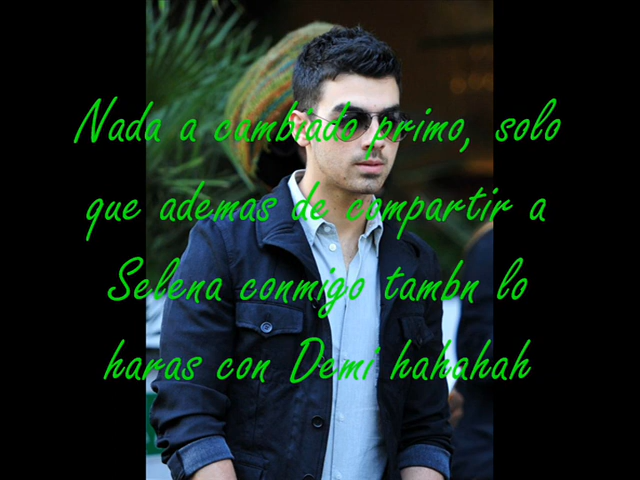 Nada a cambiado primo, solo
que ademas de compartir a
Selena conmigo tambn lo
haras con Demi hahahah